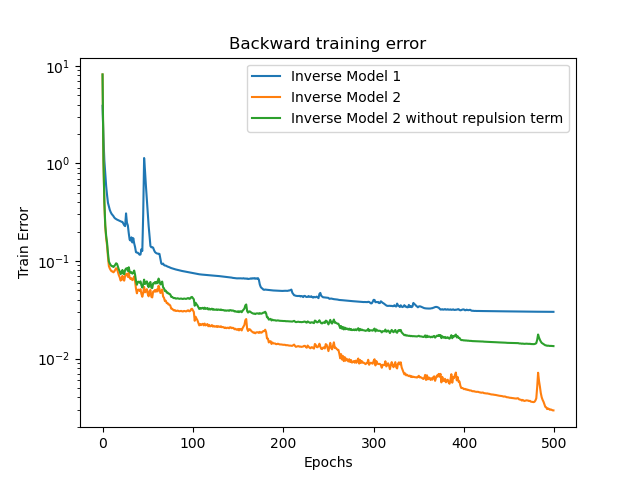 Backward training error
Inverse Model 1
Inverse Model 2
Inverse Model 2 without repulsion term
Train Error
10¹
10⁰
10⁻¹
10⁻²
0 100 200 300 400 500
Epochs